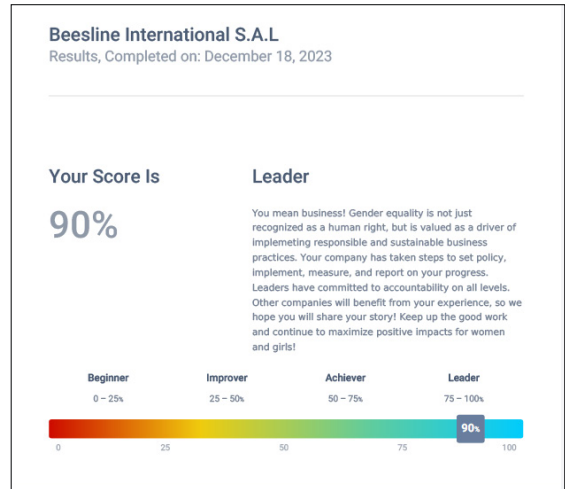 Beesline International S.A.L
Results, Completed on: December 18, 2023
Your Score Is
90%
Leader
You mean business! Gender equality is not just
recognized as a human right, but is valued as a driver of
implemeting responsible and sustainable business
practices. Your company has taken steps to set policy,
implement, measure, and report on your progress.
Leaders have committed to accountability on all levels.
Other companies will benefit from your experience, so we
hope you will share your story! Keep up the good work
and continue to maximize positive impacts for women
and girls!
Beginner Improver Achiever Leader
0 – 25% 25 – 50% 50 – 75% 75 – 100%
90%
0 25 50 75 100